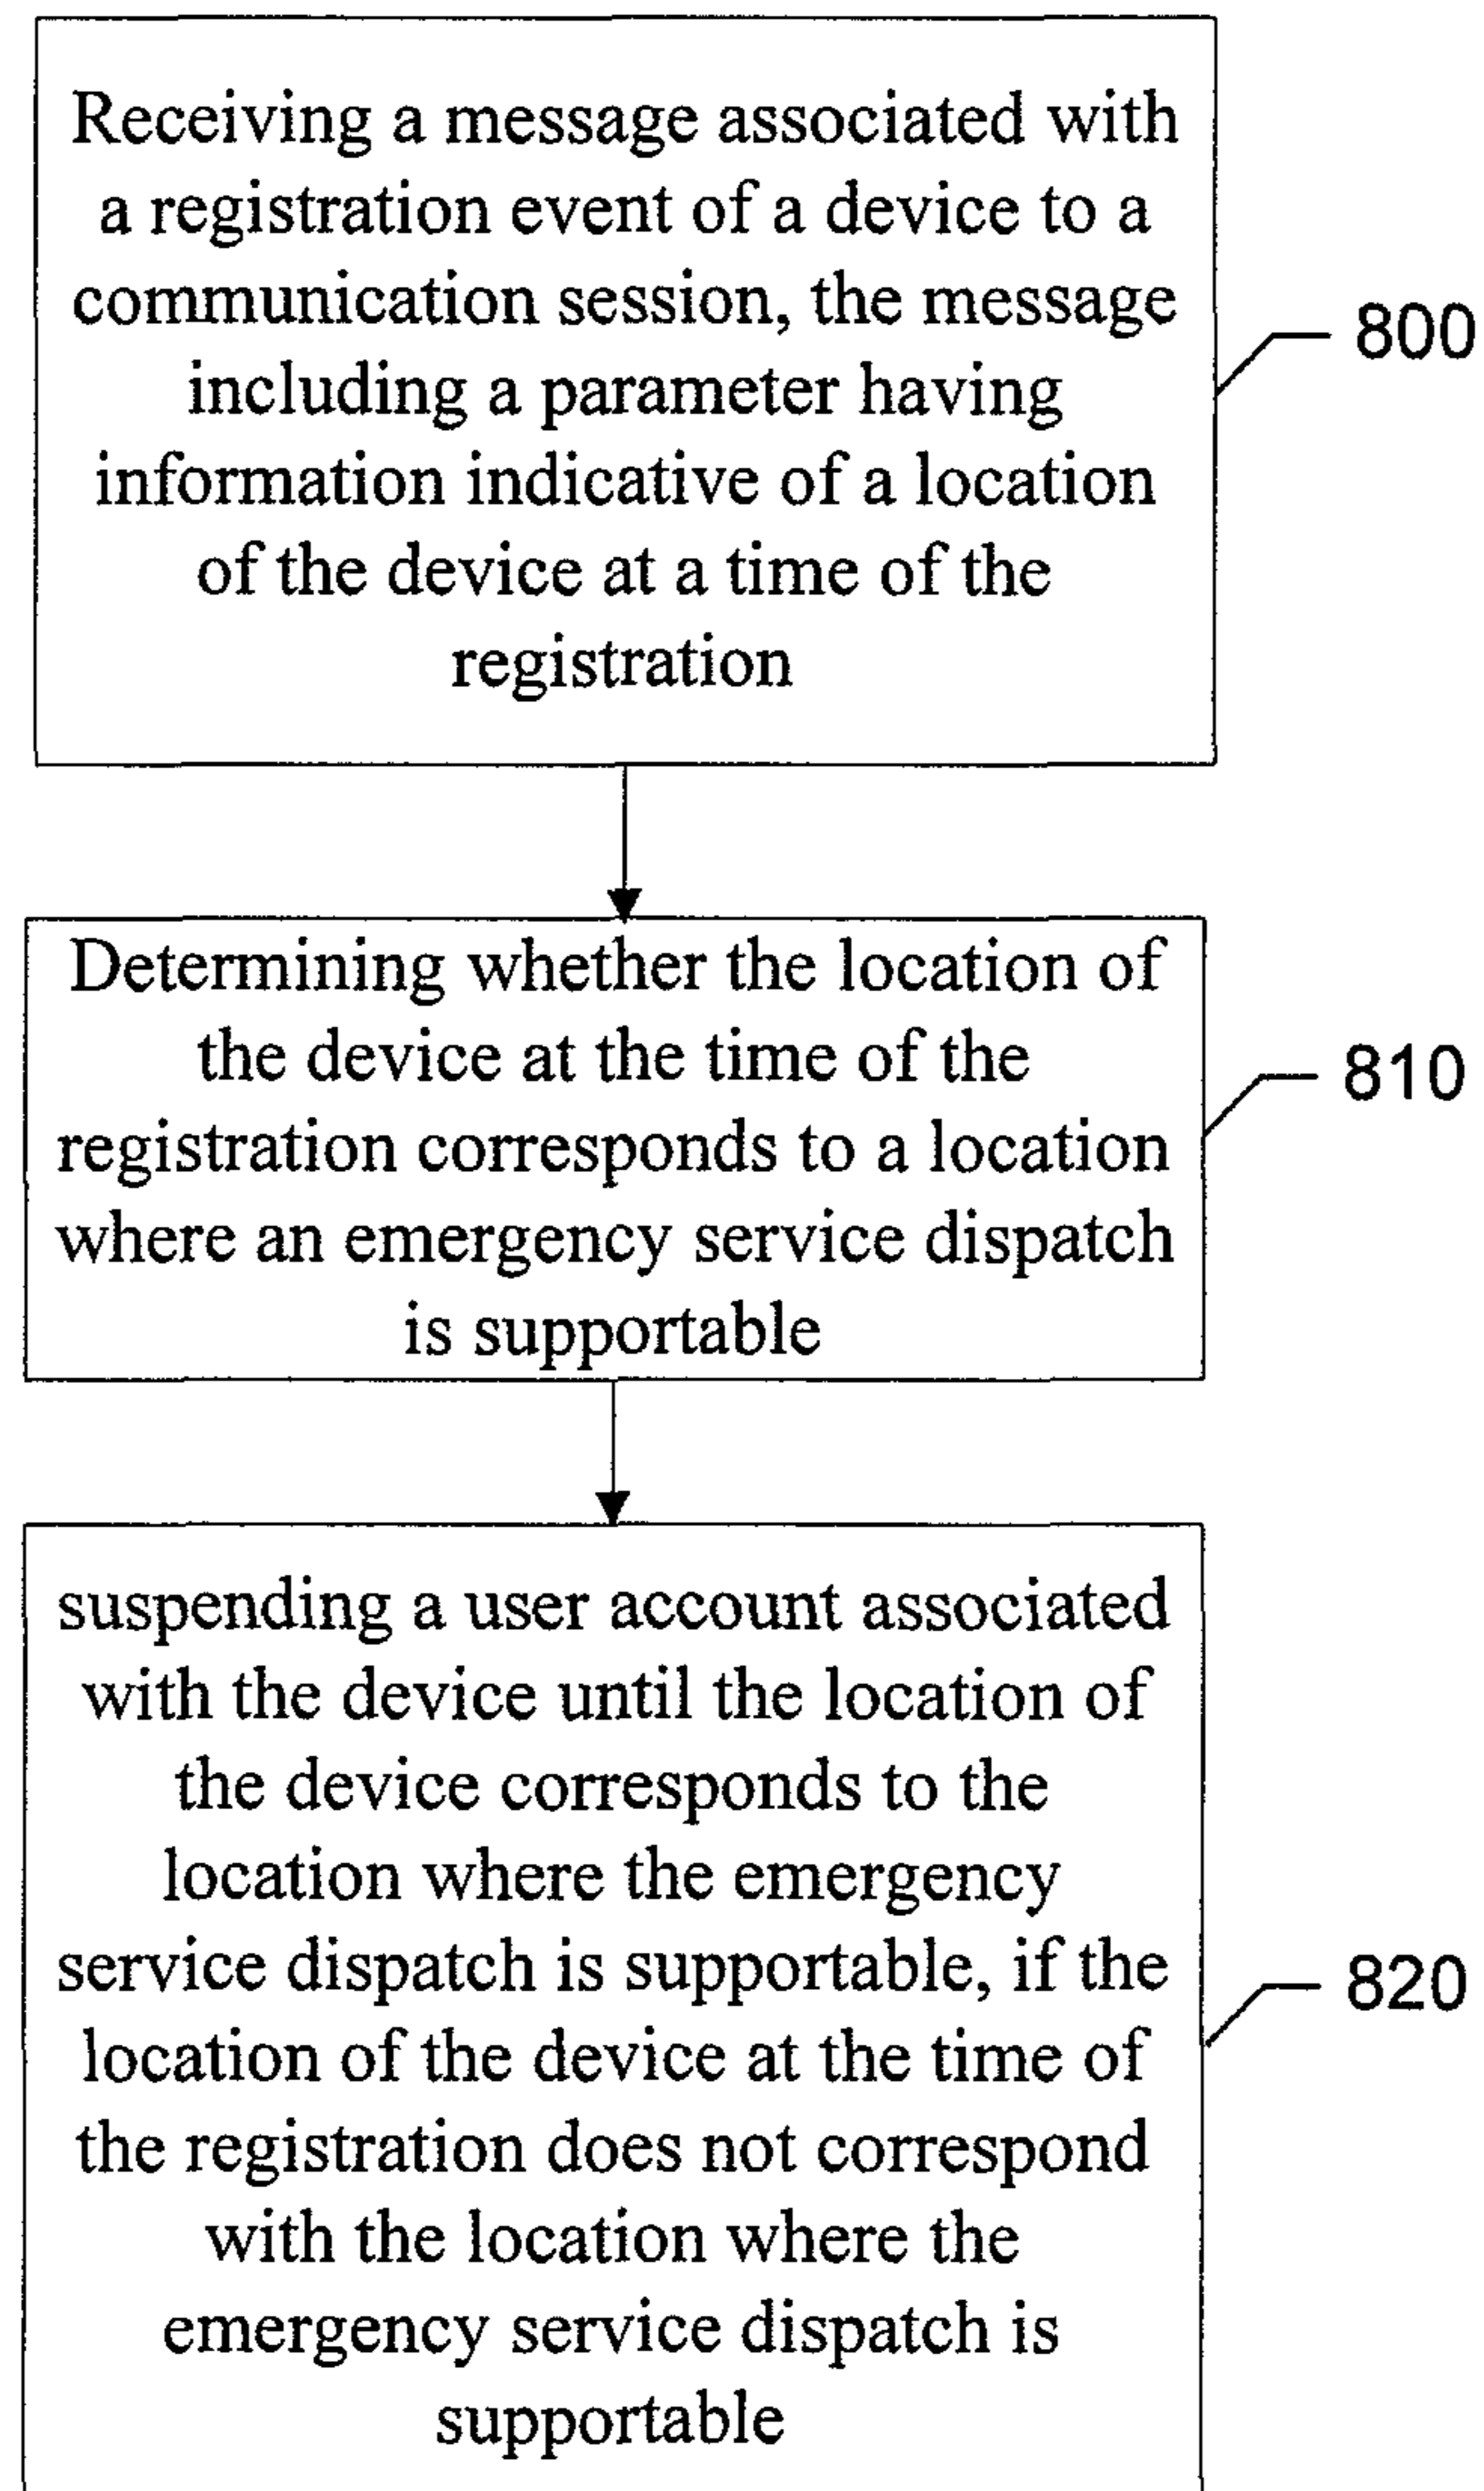 Receiving a message associated with
a registration event of a device to a
communication session, the message
including a parameter having
information indicative of a location
of the device at a time of the
registration
800
Determining whether the location of
the device at the time of the
registration corresponds to a location
where an emergency service dispatch
is supportable
810
suspending a user account associated
with the device until the location of
the device corresponds to the
location where the emergency
service dispatch is supportable, if the
location of the device at the time of
the registration does not correspond
with the location where the
emergency service dispatch is
supportable
820